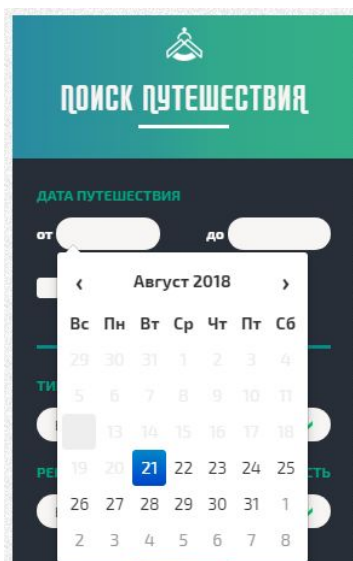 ПОИСК ПУТЕШЕСТВИЯ
ДАТА ПУТЕШЕСТВИЯ
от до
‹ Август 2018 ›
Вс Пн Вт Ср Чт Пт Сб
29 30 31 1 2 3 4
5 6 7 8 9 10 11
13 14 15 16 17 18
19 20 21 22 23 24 25
26 27 28 29 30 31 1
2 3 4 5 6 7 8